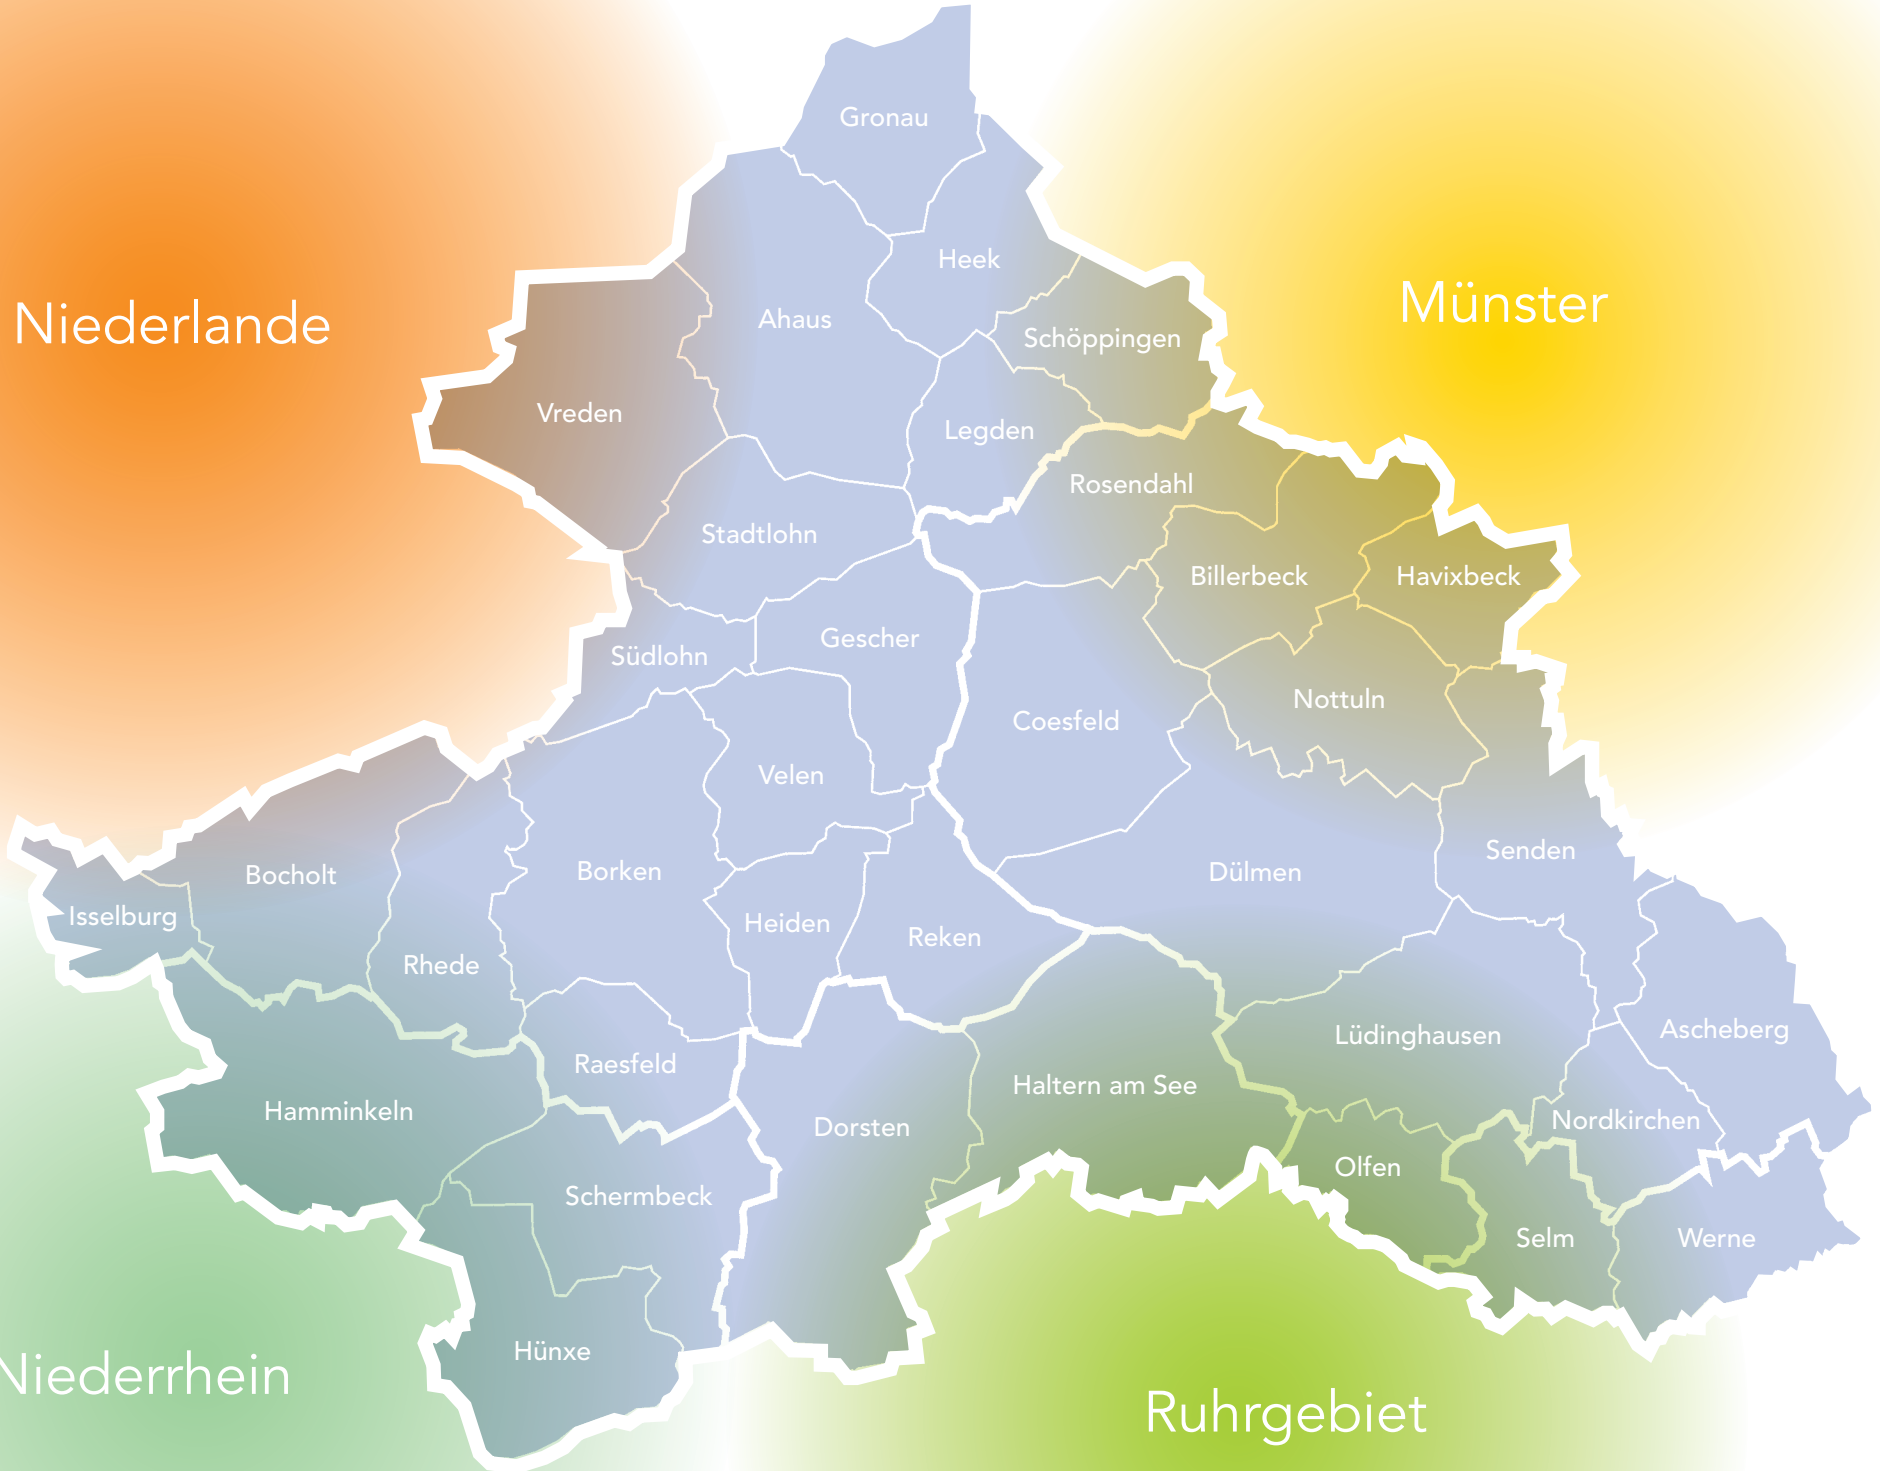 Gronau
Heek
Niederlande
Münster
Ahaus
Schöppingen
Vreden
Legden
Rosendahl
Stadtlohn
Billerbeck
Havixbeck
Gescher
Südlohn
Nottuln
Coesfeld
Velen
Senden
Borken
Dülmen
Bocholt
Isselburg
Heiden
Reken
Rhede
Ascheberg
Lüdinghausen
Raesfeld
Haltern am See
Hamminkeln
Nordkirchen
Dorsten
Olfen
Schermbeck
Selm
Werne
Hünxe
Niederrhein
Ruhrgebiet